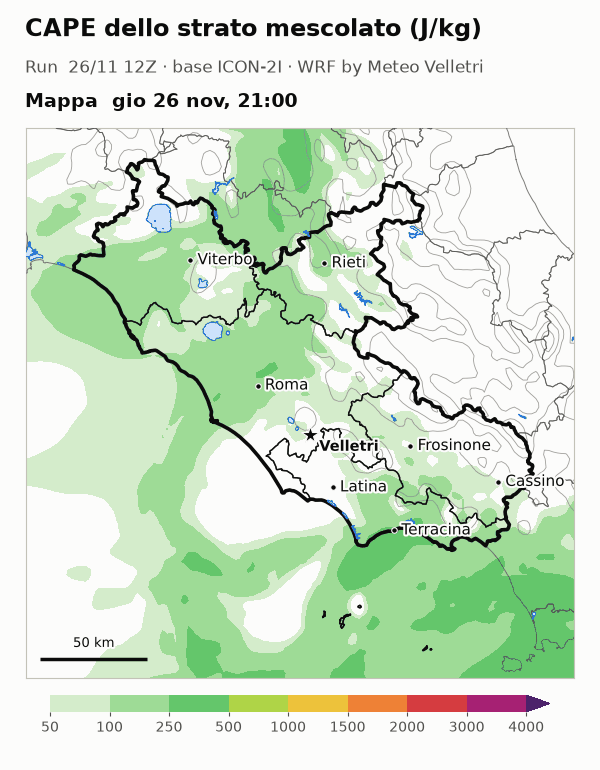 CAPE dello strato mescolato (J/kg)
Run  26/11 12Z · base ICON-2I · WRF by Meteo Velletri
Mappa  gio 26 nov, 21:00
Viterbo
Rieti
Roma
Velletri
Frosinone
Cassino
Latina
Terracina
50 km
50 100 250 500 1000 1500 2000 3000 4000